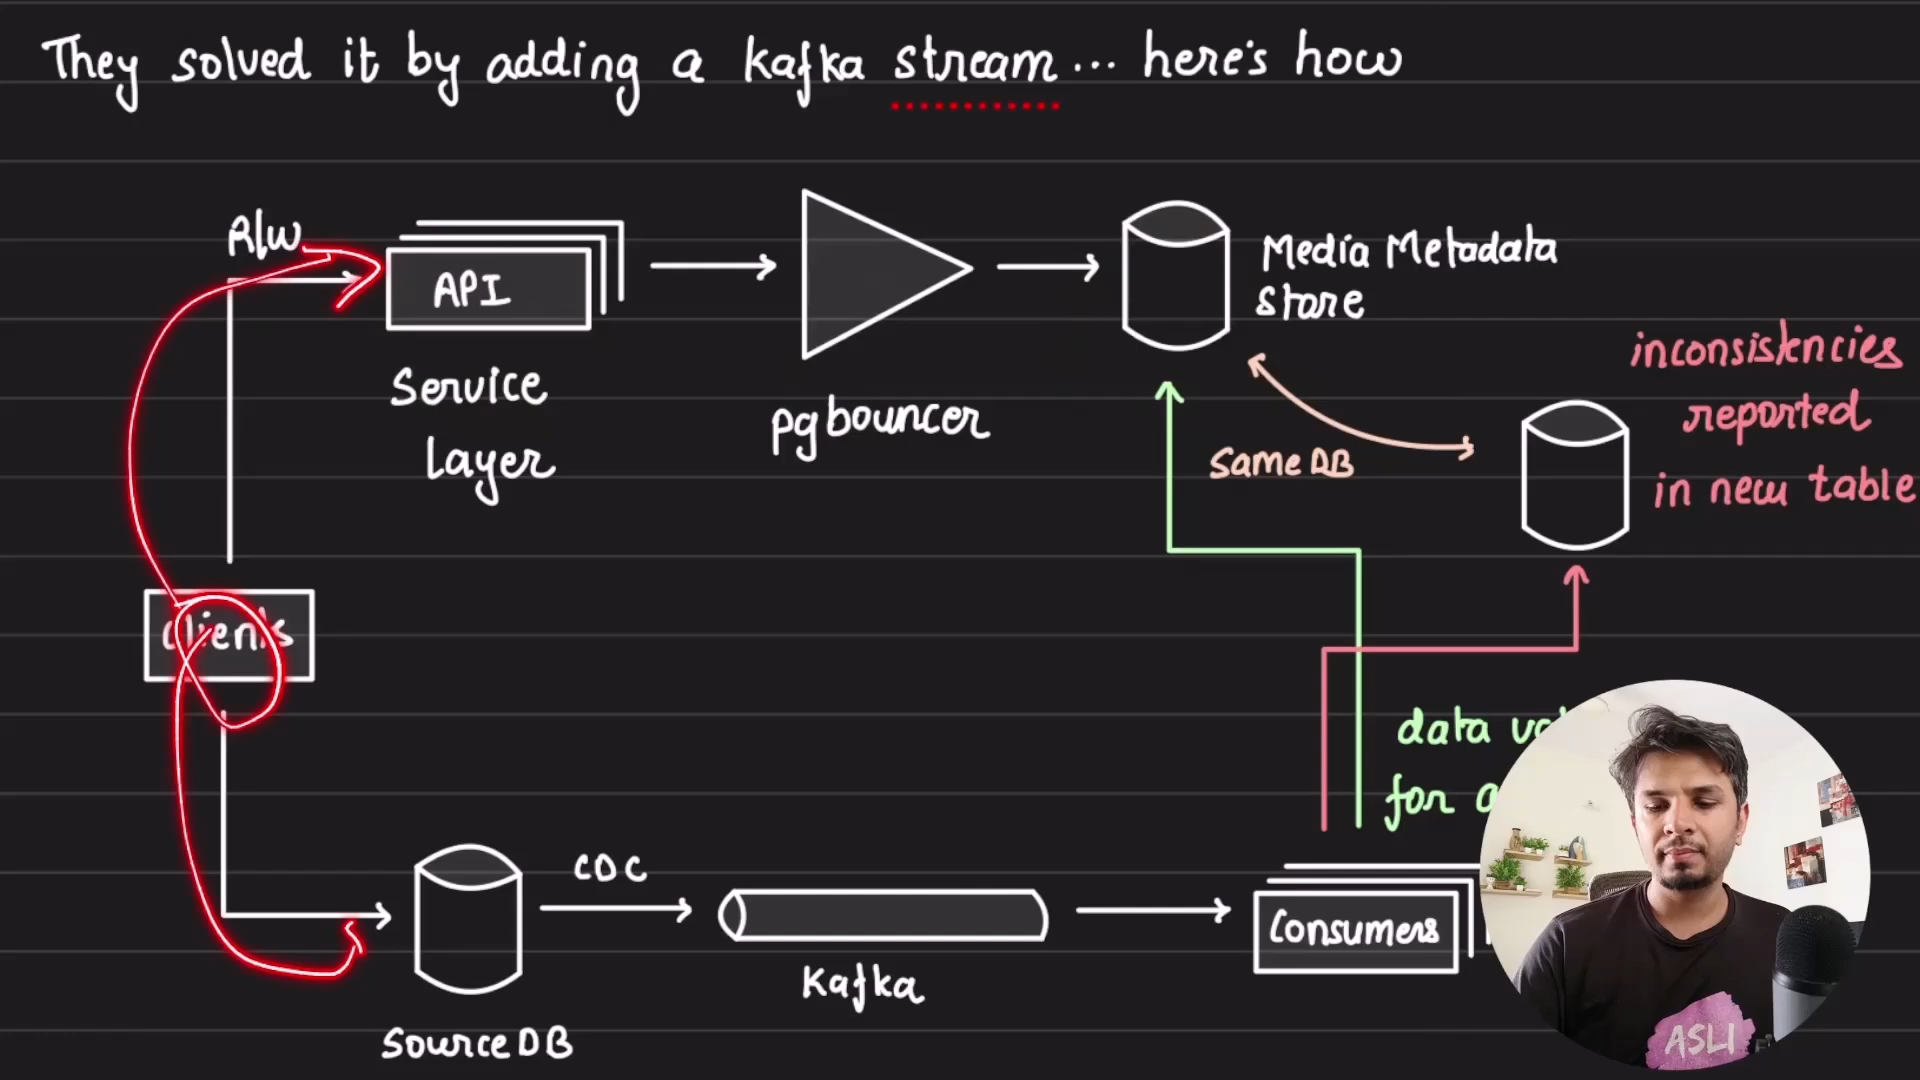 They solved it by adding a kafka stream... here's how
R/W
API
Service
Layer
pgbouncer
Media Metadata
Store
inconsistencies
reported
in new table
Same DB
Clients
data
for
CDC
Source DB
Kafka
Consumers
ASLI